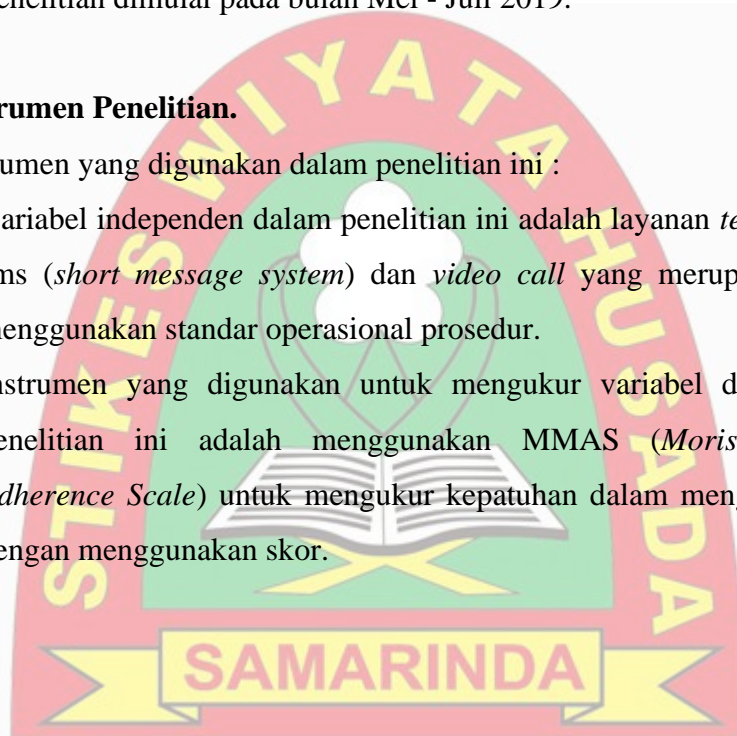 enelitian dimulai pada bulan Mei - Juli 2019.
rumen Penelitian.
umen yang digunakan dalam penelitian ini :
ariabel independen dalam penelitian ini adalah layanan te
ms (short message system) dan video call yang merup
enggunakan standar operasional prosedur.
nstrumen yang digunakan untuk mengukur variabel d
enelitian ini adalah menggunakan MMAS (Moris
dherence Scale) untuk mengukur kepatuhan dalam meng
engan menggunakan skor.
STIKES WIYATA HUSADA
SAMARINDA